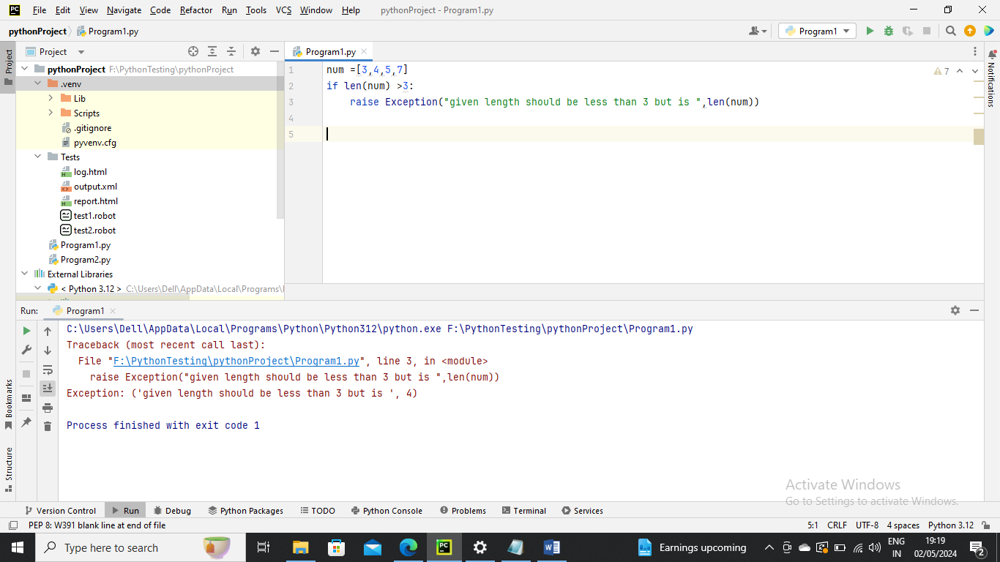 PC File Edit View Navigate Code Refactor Run Tools VCS Window Help pythonProject - Program1.py
pythonProject Program1.py Program1
Project Project Program1.py Notifications
pythonProject F:\PythonTesting\pythonProject
.venv
Lib
Scripts
.gitignore
pyvenv.cfg
Tests
log.html
output.xml
report.html
test1.robot
test2.robot
Program1.py
Program2.py
External Libraries
< Python 3.12 > C:\Users\Dell\AppData\Local\Programs\
1 num =[3,4,5,7] 7
2 if len(num) >3:
3 raise Exception("given length should be less than 3 but is ",len(num))
4
5
Run: Program1
C:\Users\Dell\AppData\Local\Programs\Python\Python312\python.exe F:\PythonTesting\pythonProject\Program1.py
Traceback (most recent call last):
File "F:\PythonTesting\pythonProject\Program1.py", line 3, in <module>
raise Exception("given length should be less than 3 but is ",len(num))
Exception: ('given length should be less than 3 but is ', 4)
Process finished with exit code 1
Bookmarks
Structure
Activate Windows
Go to Settings to activate Windows.
Version Control Run Debug Python Packages TODO Python Console Problems Terminal Services
PEP 8: W391 blank line at end of file 5:1 CRLF UTF-8 4 spaces Python 3.12
Type here to search PC W Earnings upcoming ENG 19:19
IN 02/05/2024 2